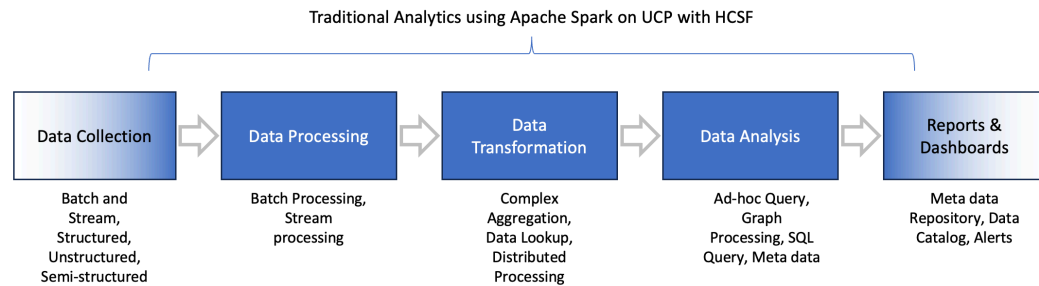 Traditional Analytics using Apache Spark on UCP with HCSF
Data Collection
Data Processing
Data
Transformation
Data Analysis
Reports &
Dashboards
Batch and
Stream,
Structured,
Unstructured,
Semi-structured
Batch Processing,
Stream
processing
Complex
Aggregation,
Data Lookup,
Distributed
Processing
Ad-hoc Query,
Graph
Processing, SQL
Query, Meta data
Meta data
Repository, Data
Catalog, Alerts